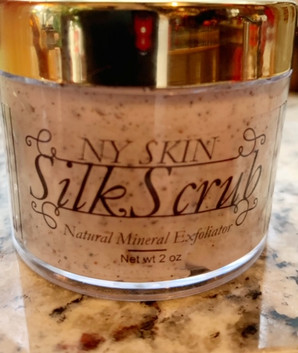 NY SKIN
Silk Scrub
Natural Mineral Exfoliator
Net wt 2 oz